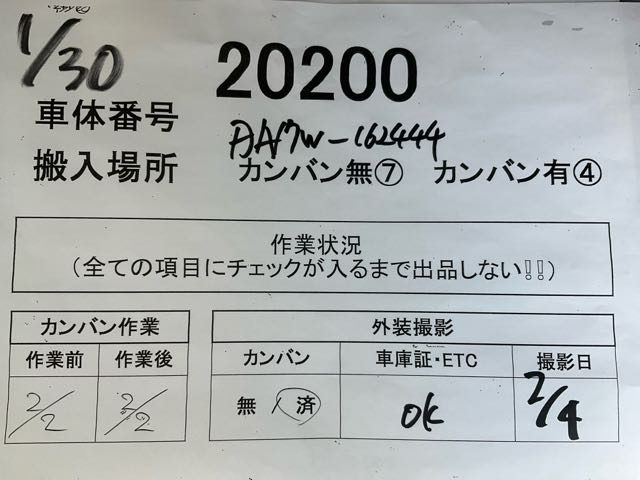 1/30
20200
車体番号 DA17W-162444
搬入場所 カンバン無⑦ カンバン有④
作業状況
(全ての項目にチェックが入るまで出品しない!!)
カンバン作業 外装撮影
作業前 作業後 カンバン 車庫証・ETC 撮影日
2/2 2/2 無 / 済 ok 2/4